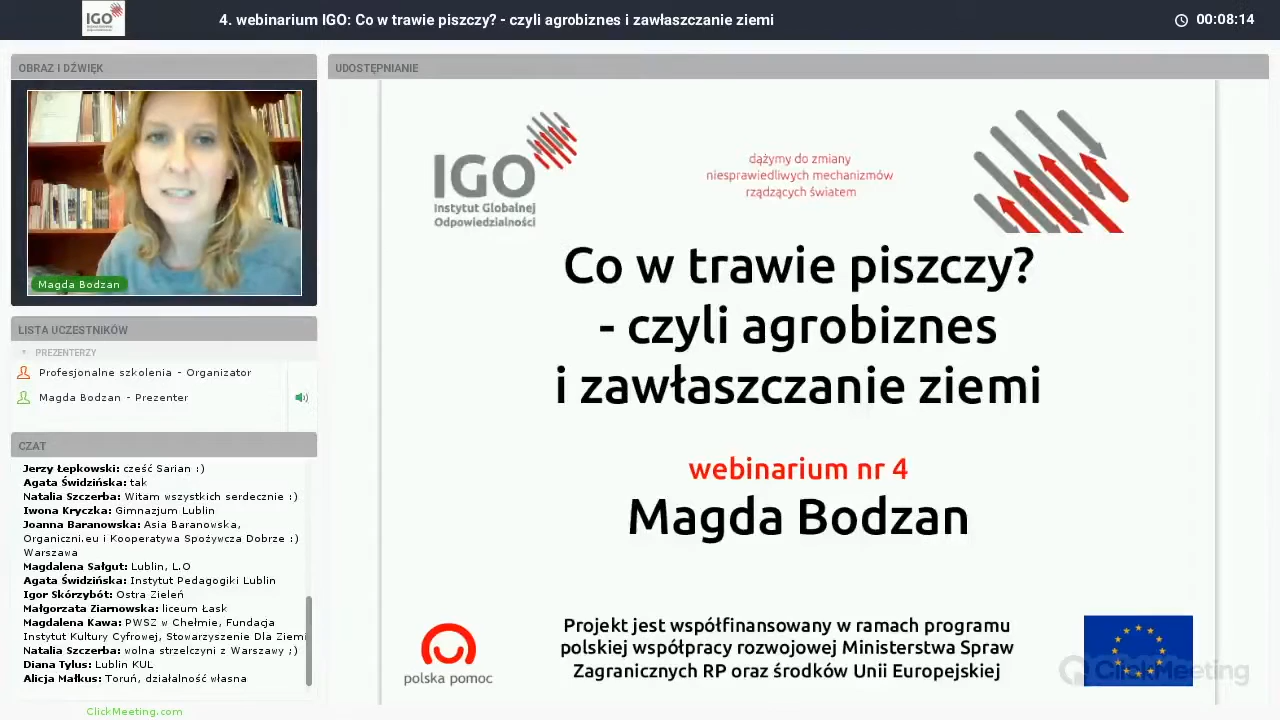 IGO
4. webinarium IGO: Co w trawie piszczy? - czyli agrobiznes i zawłaszczanie ziemi
00:08:14
OBRAZ I DŹWIĘK
Magda Bodzan
LISTA UCZESTNIKÓW
PREZENTERZY
Profesjonalne szkolenia - Organizator
Magda Bodzan - Prezenter
CZAT
Jerzy Łepkowski: cześć Sarian :)
Agata Świdzińska: tak
Natalia Szczerba: Witam wszystkich serdecznie :)
Iwona Kryczka: Gimnazjum Lublin
Joanna Baranowska: Asia Baranowska,
Organiczni.eu i Kooperatywa Spożywcza Dobrze :)
Warszawa
Magdalena Sałgut: Lublin, L.O
Agata Świdzińska: Instytut Pedagogiki Lublin
Igor Skórzybót: Ostra Zieleń
Małgorzata Ziarnowska: liceum Łask
Magdalena Kawa: PWSZ w Chełmie, Fundacja
Instytut Kultury Cyfrowej, Stowarzyszenie Dla Ziemi
Natalia Szczerba: wolna strzelczyni z Warszawy ;)
Diana Tylus: Lublin KUL
Alicja Małkus: Toruń, działalność własna
ClickMeeting.com
UDOSTĘPNIANIE
IGO
Instytut Globalnej
Odpowiedzialności
dążymy do zmiany
niesprawiedliwych mechanizmów
rządzących światem
Co w trawie piszczy?
- czyli agrobiznes
i zawłaszczanie ziemi
webinarium nr 4
Magda Bodzan
polska pomoc
Projekt jest współfinansowany w ramach programu
polskiej współpracy rozwojowej Ministerstwa Spraw
Zagranicznych RP oraz środków Unii Europejskiej
ClickMeeting